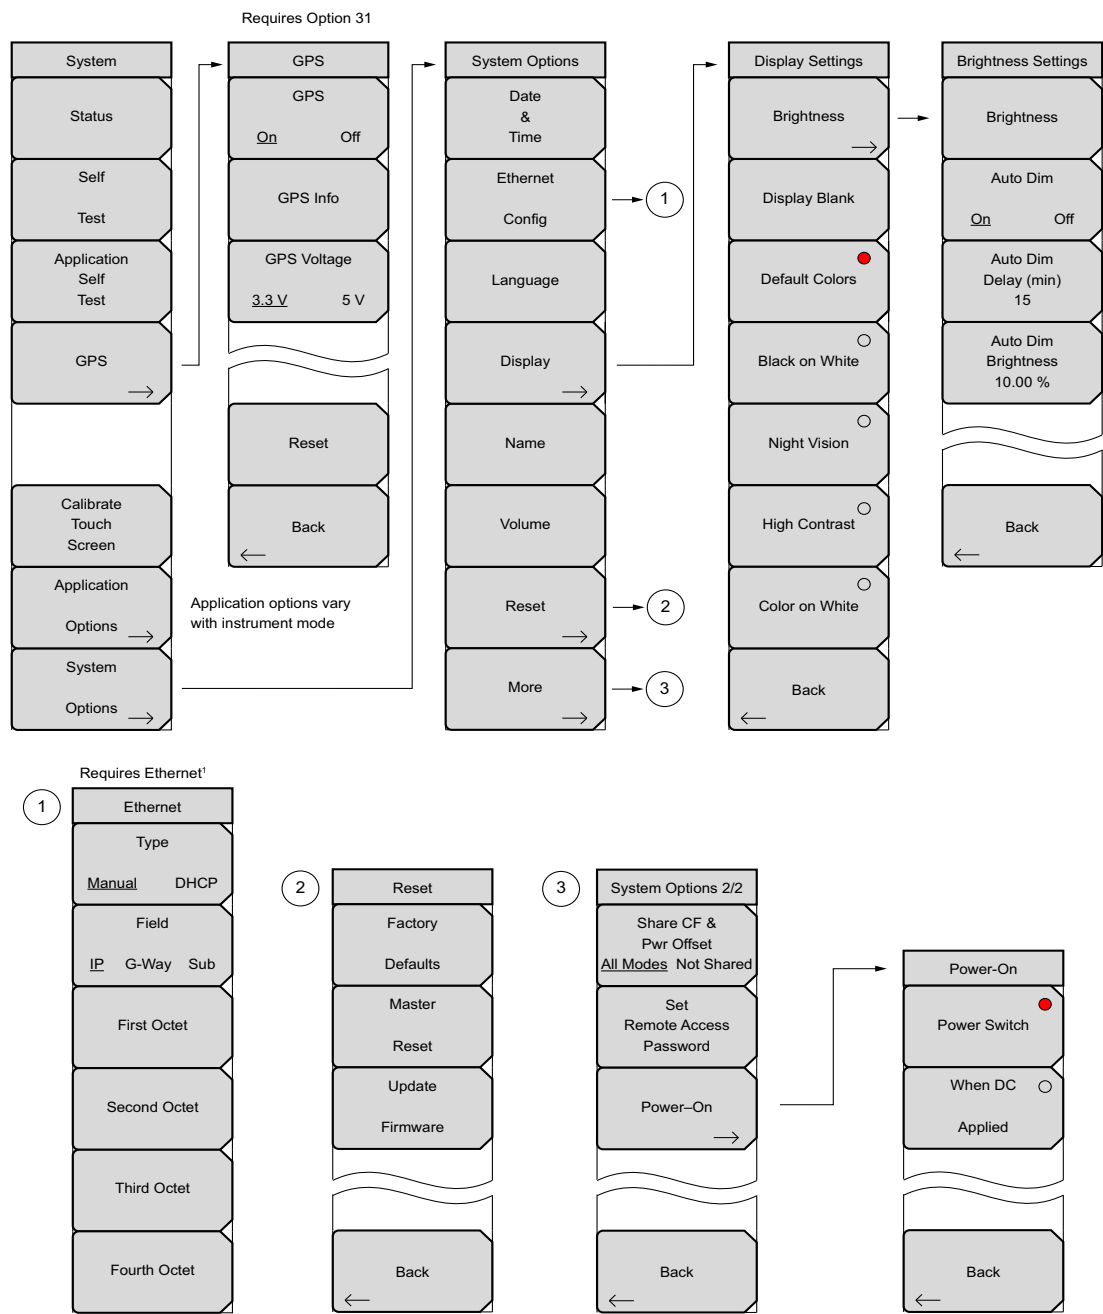 Requires Option 31
System
Status
Self
Test
Application
Self
Test
GPS
Calibrate
Touch
Screen
Application
Options
System
Options
Application options vary
with instrument mode
GPS
GPS
On Off
GPS Info
GPS Voltage
3.3 V 5 V
Reset
Back
System Options
Date
&
Time
Ethernet
Config
1
Language
Display
Name
Volume
Reset
2
More
3
Display Settings
Brightness
Display Blank
Default Colors
Black on White
Night Vision
High Contrast
Color on White
Back
Brightness Settings
Brightness
Auto Dim
On Off
Auto Dim
Delay (min)
15
Auto Dim
Brightness
10.00 %
Back
Requires Ethernet¹
1
Ethernet
Type
Manual DHCP
Field
IP G-Way Sub
First Octet
Second Octet
Third Octet
Fourth Octet
2
Reset
Factory
Defaults
Master
Reset
Update
Firmware
Back
3
System Options 2/2
Share CF &
Pwr Offset
All Modes Not Shared
Set
Remote Access
Password
Power–On
Back
Power-On
Power Switch
When DC
Applied
Back